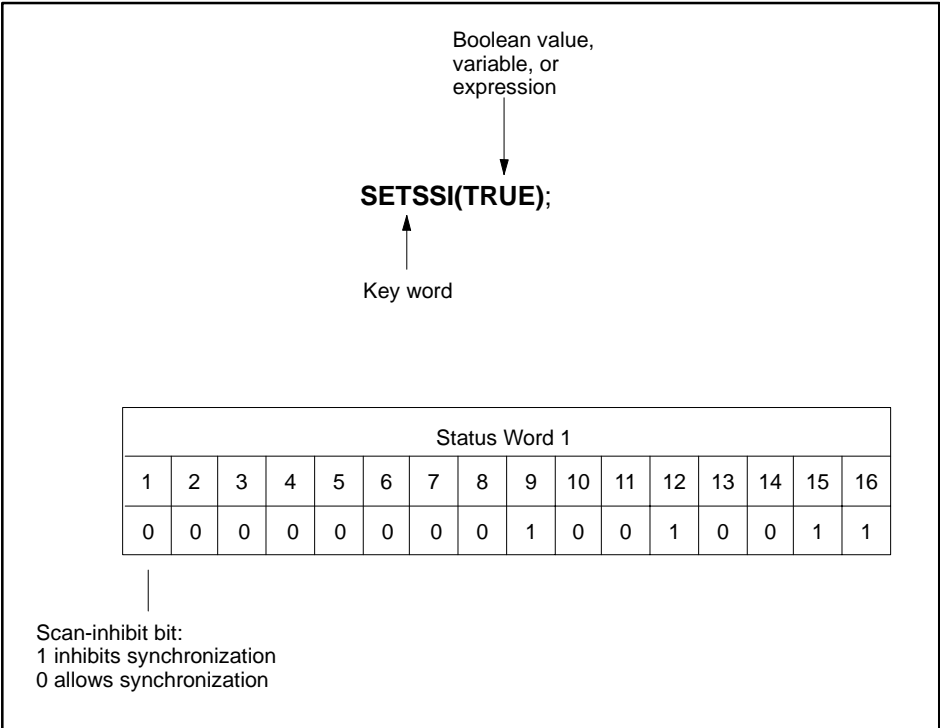 Boolean value,
variable, or
expression
SETSSI(TRUE);
Key word
Status Word 1
1 2 3 4 5 6 7 8 9 10 11 12 13 14 15 16
0 0 0 0 0 0 0 0 1 0 0 1 0 0 1 1
Scan-inhibit bit:
1 inhibits synchronization
0 allows synchronization